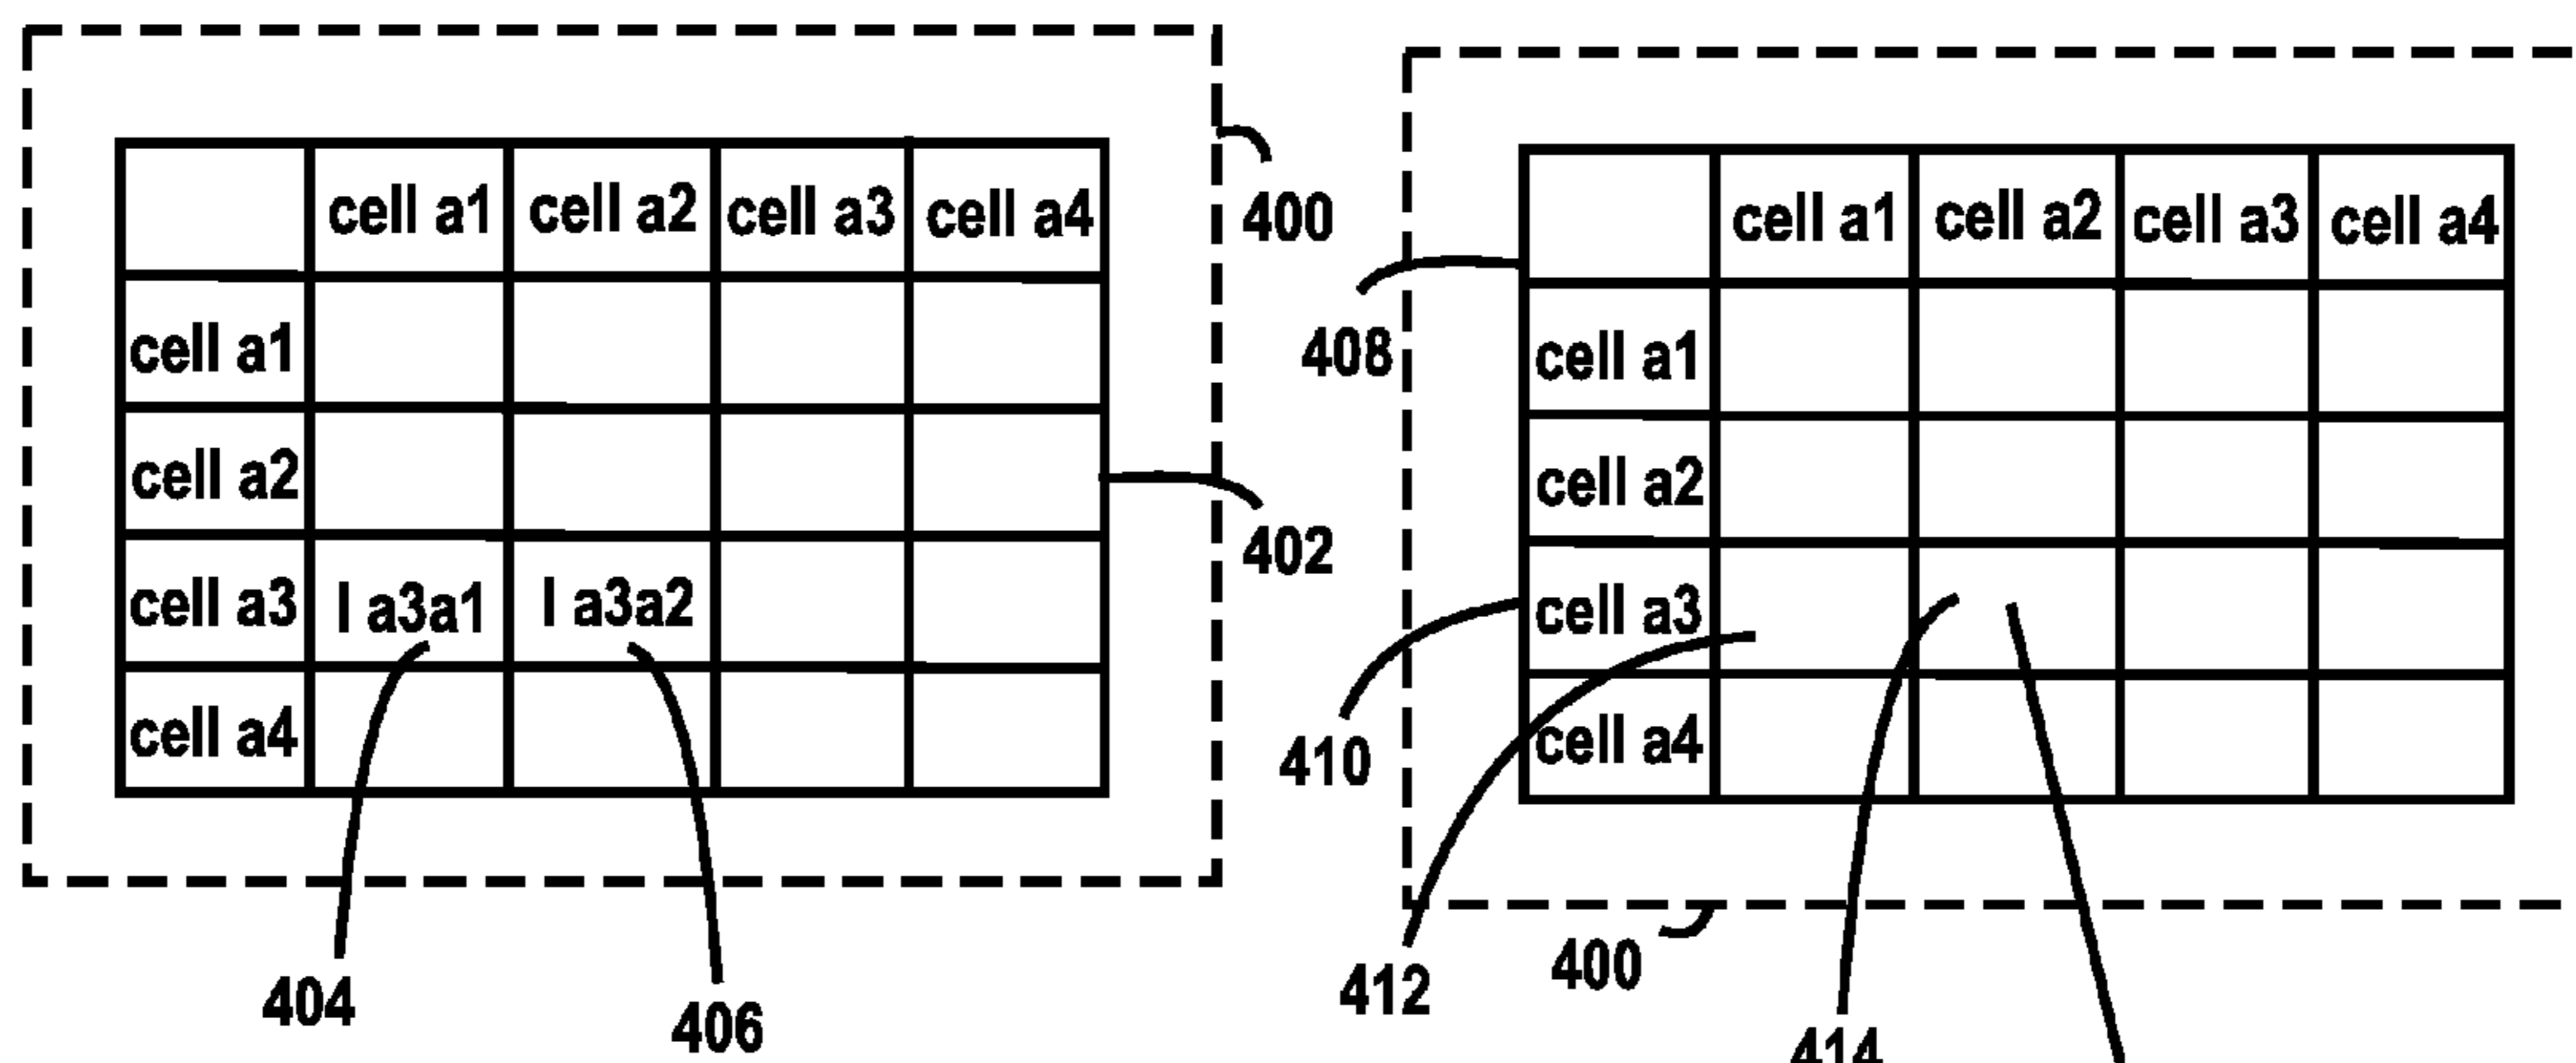 cell a1 cell a2 cell a3 cell a4
cell a1
cell a2
cell a3 I a3a1 I a3a2
cell a4
400
402
404
406
cell a1 cell a2 cell a3 cell a4
cell a1
cell a2
cell a3
cell a4
408
410
412
400
414